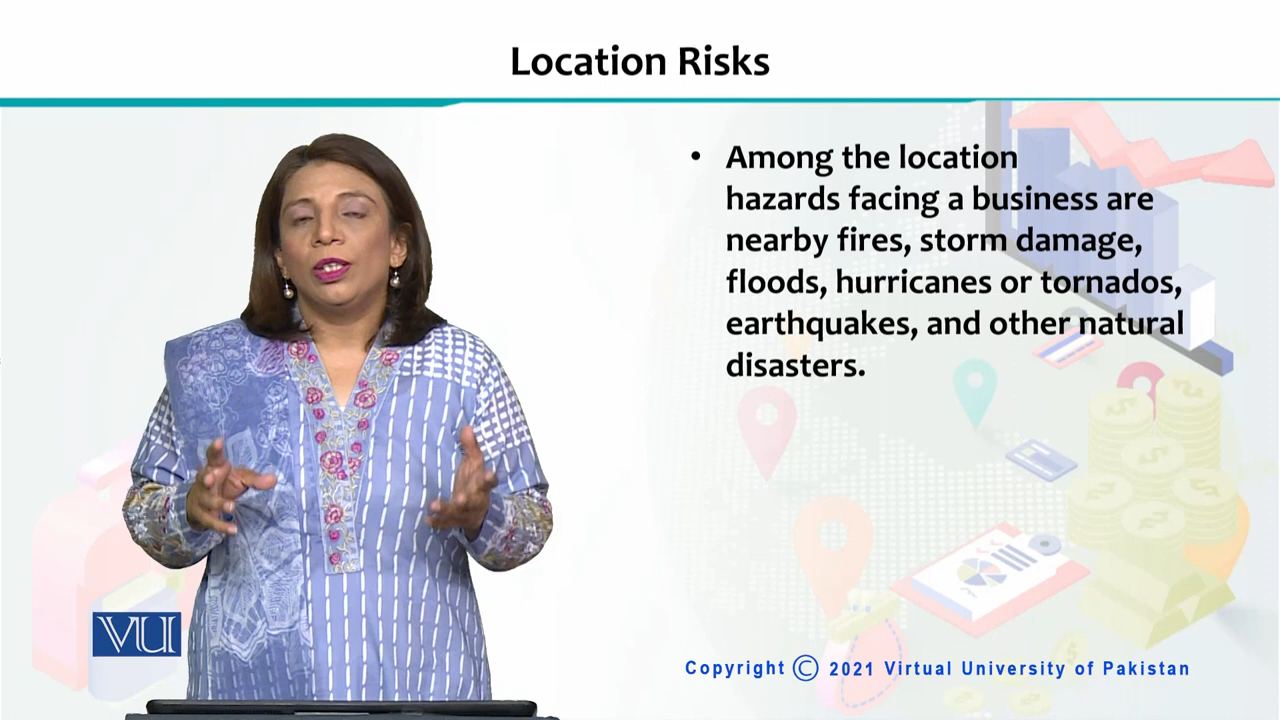 Location Risks
• Among the location
hazards facing a business are
nearby fires, storm damage,
floods, hurricanes or tornados,
earthquakes, and other natural
disasters.
VU
Copyright © 2021 Virtual University of Pakistan